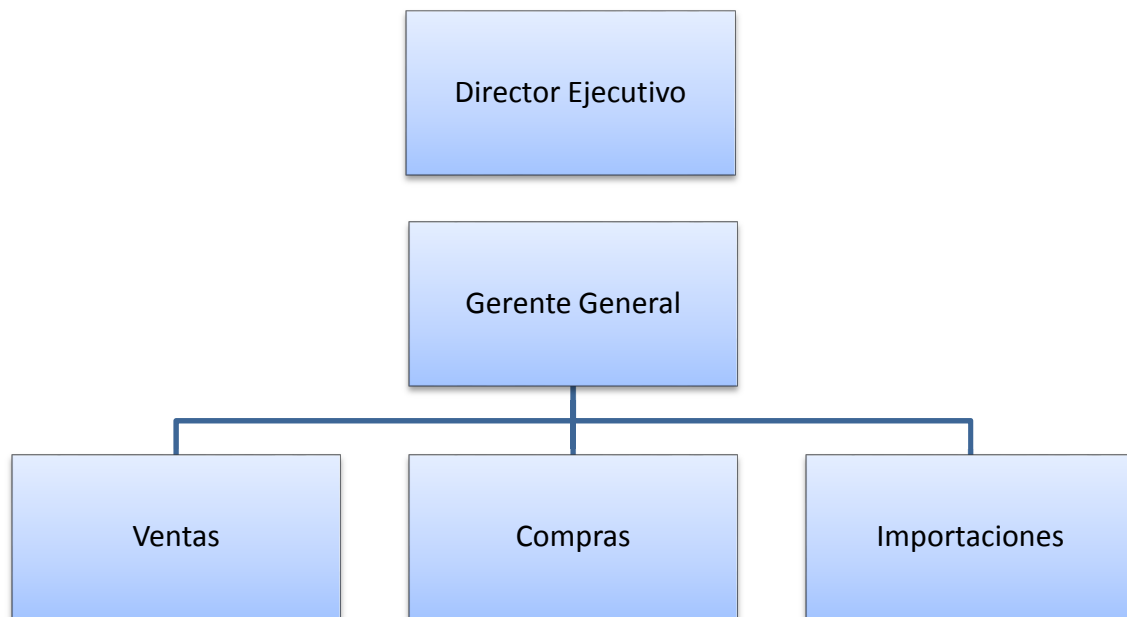 Director Ejecutivo
Gerente General
Ventas
Compras
Importaciones